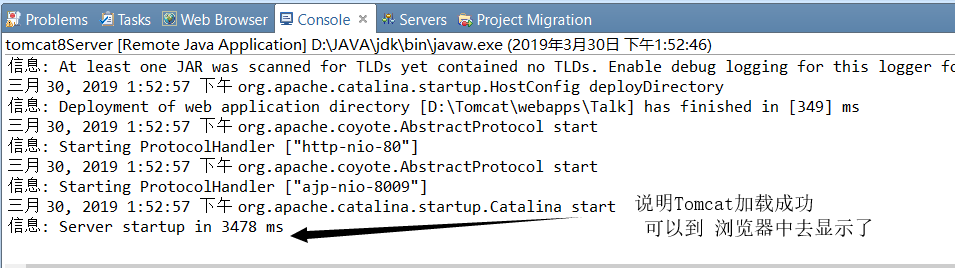 Problems Tasks Web Browser Console Servers Project Migration
tomcat8Server [Remote Java Application] D:\JAVA\jdk\bin\javaw.exe (2019年3月30日 下午1:52:46)
信息: At least one JAR was scanned for TLDs yet contained no TLDs. Enable debug logging for this logger fo
三月 30, 2019 1:52:57 下午 org.apache.catalina.startup.HostConfig deployDirectory
信息: Deployment of web application directory [D:\Tomcat\webapps\Talk] has finished in [349] ms
三月 30, 2019 1:52:57 下午 org.apache.coyote.AbstractProtocol start
信息: Starting ProtocolHandler ["http-nio-80"]
三月 30, 2019 1:52:57 下午 org.apache.coyote.AbstractProtocol start
信息: Starting ProtocolHandler ["ajp-nio-8009"]
三月 30, 2019 1:52:57 下午 org.apache.catalina.startup.Catalina start
信息: Server startup in 3478 ms
说明Tomcat加载成功
可以到 浏览器中去显示了